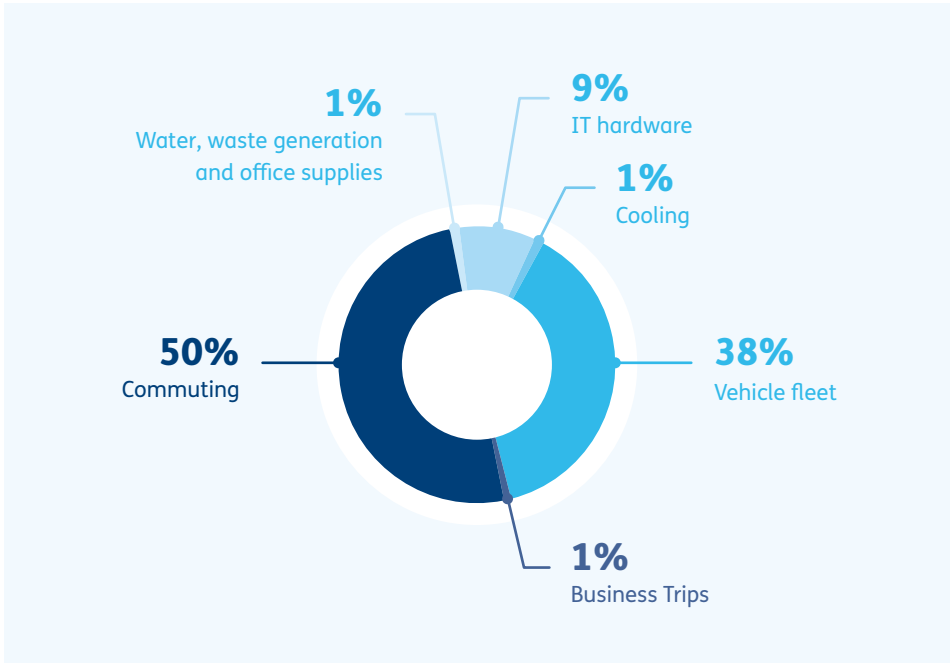 1%
Water, waste generation
and office supplies
9%
IT hardware
1%
Cooling
50%
Commuting
38%
Vehicle fleet
1%
Business Trips